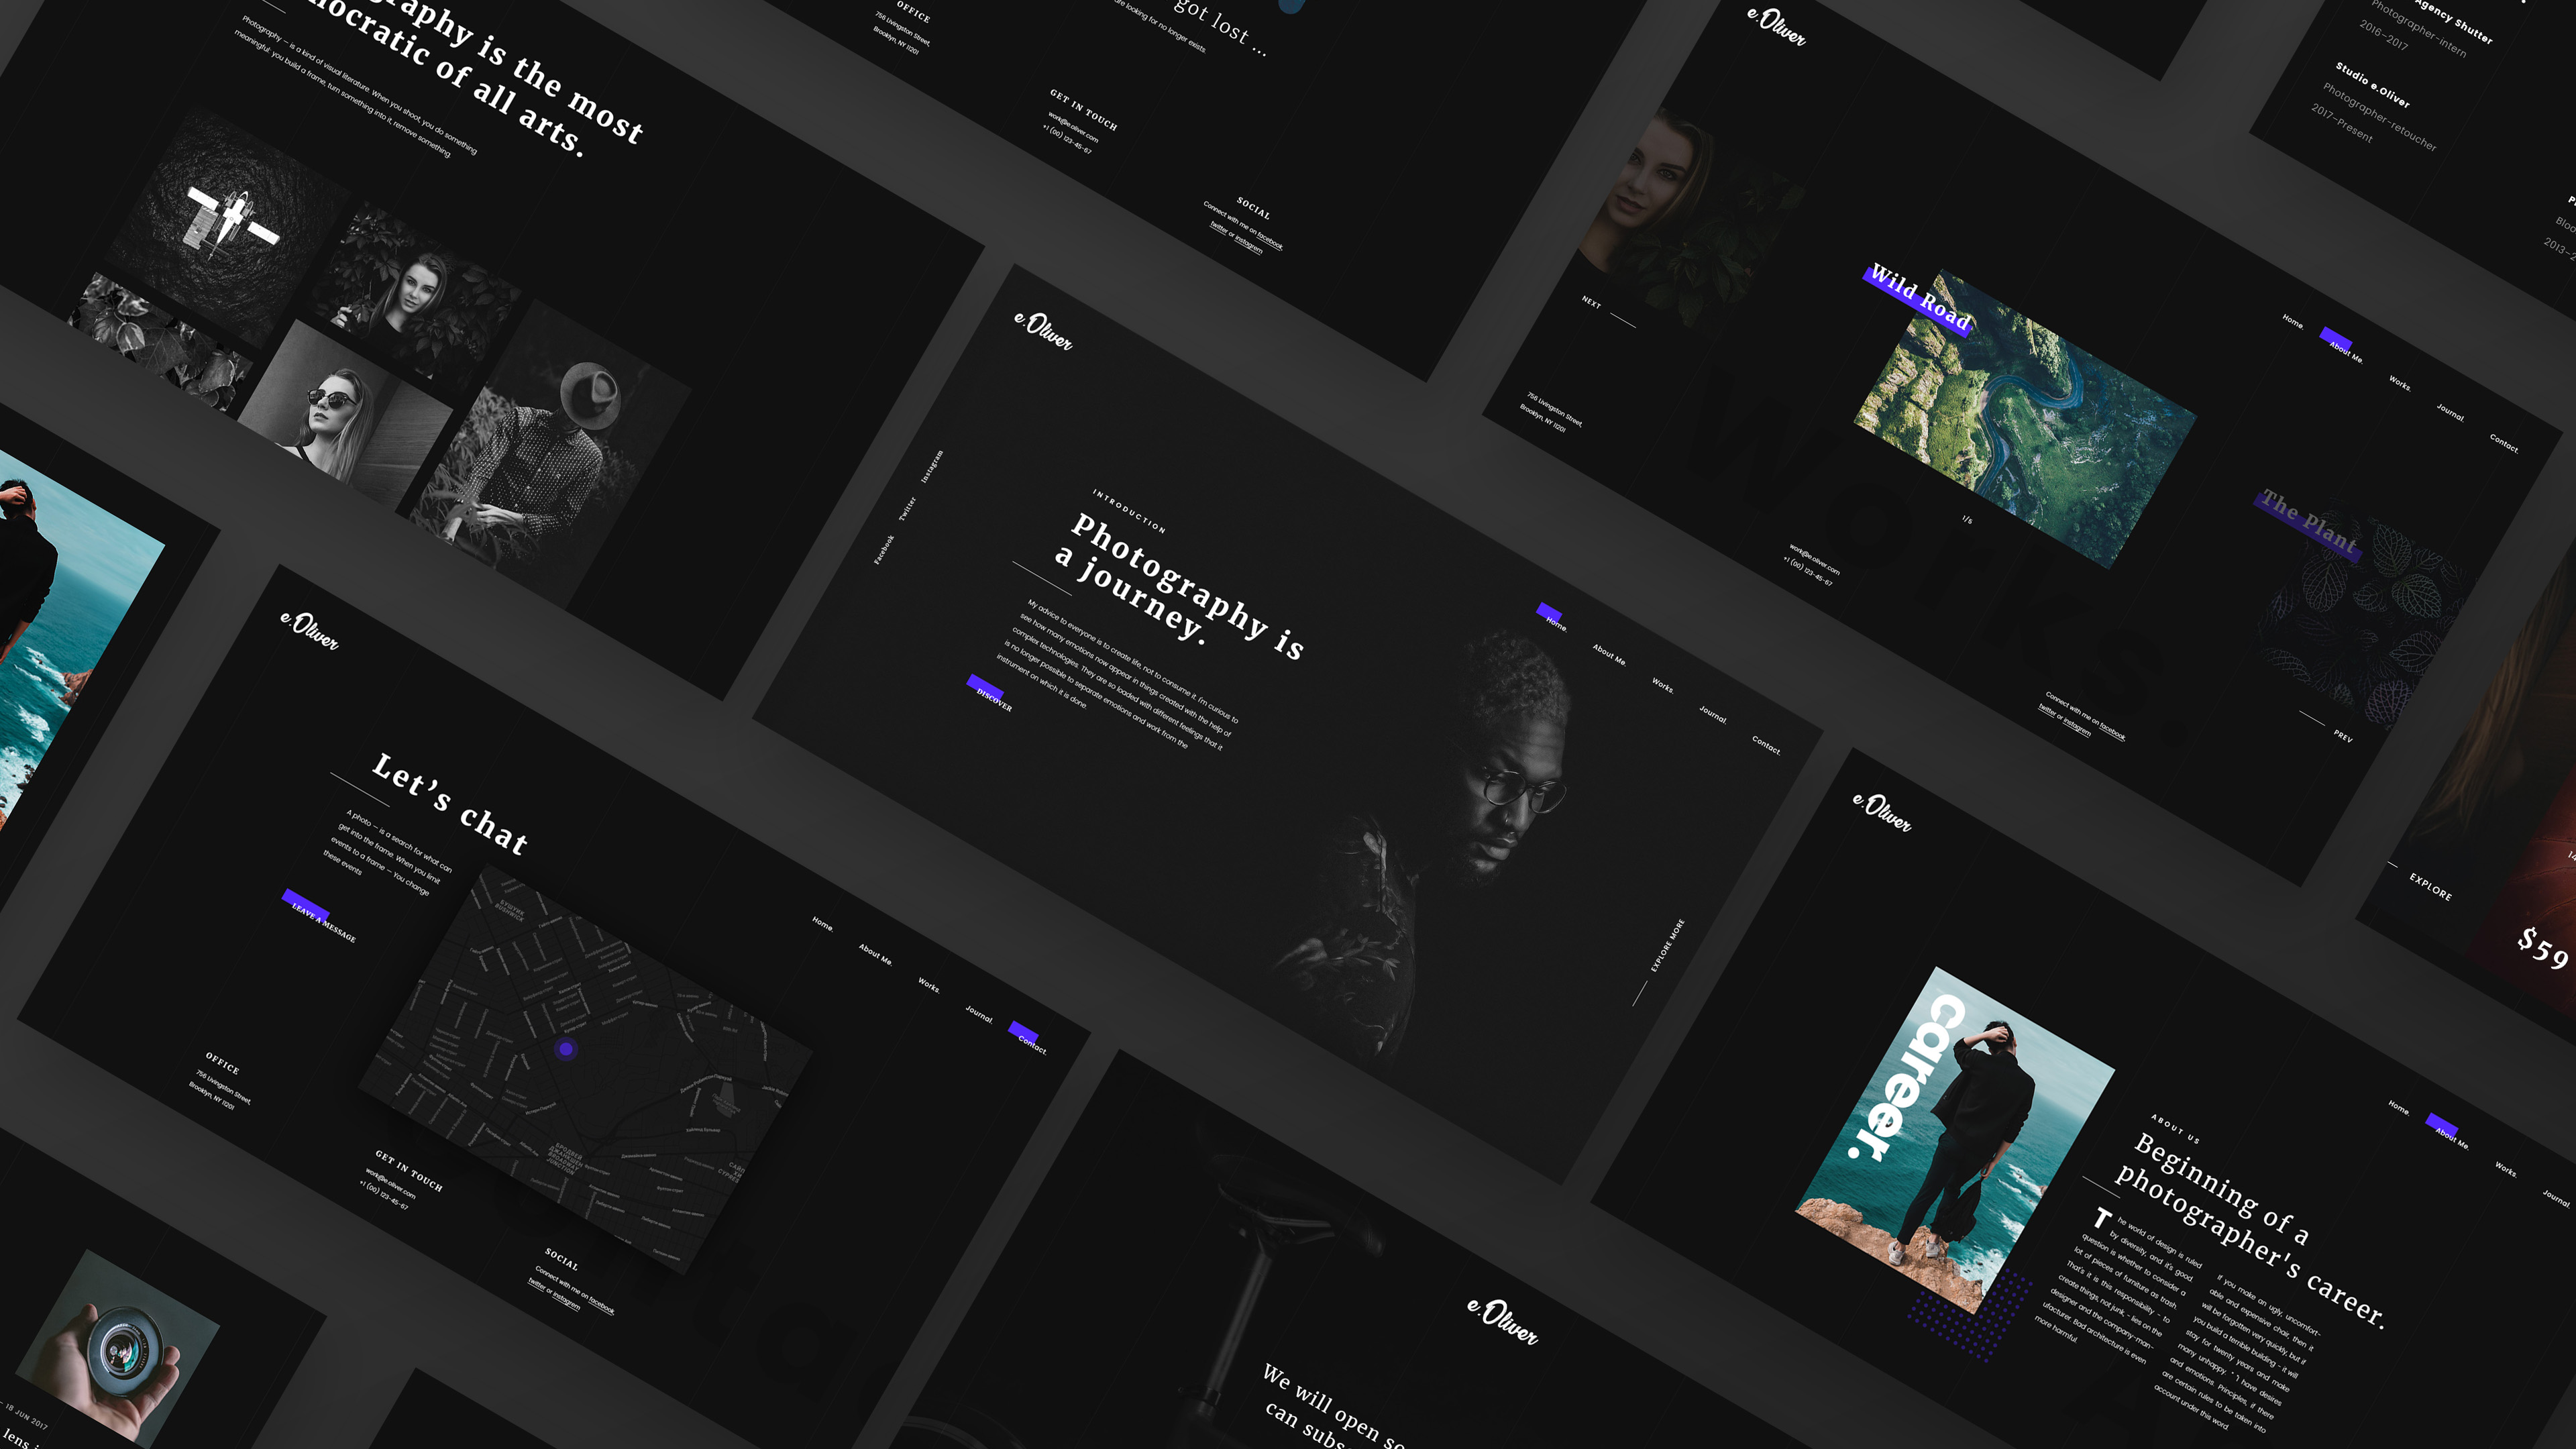 ography is the most
mocratic of all arts.
Photography — is a kind of visual literature. When you shoot, you do something
meaningful: you build a frame, turn something into it, remove something.
OFFICE
756 Livingston Street,
Brooklyn, NY 11201
got lost ...
are looking for no longer exists.
GET IN TOUCH
work@e.oliver.com
+1 (00) 123-45-67
SOCIAL
Connect with me on facebook,
twitter or instagram
e.Oliver
NEXT
756 Livingston Street,
Brooklyn, NY 11201
Wild Road
1/5
work@e.oliver.com
+1 (00) 123-45-67
Works.
Home.
About Me.
Works.
Journal.
Contact.
The Plant
Connect with me on facebook,
twitter or instagram
PREV
Agency Shutter
Photographer-intern
2016–2017
Studio e.Oliver
Photographer-retoucher
2017–Present
e.Oliver
Instagram
Twitter
Facebook
INTRODUCTION
Photography is
a journey.
My advice to everyone is to create life, not to consume it. I'm curious to
see how many emotions now appear in things created with the help of
complex technologies. They are so loaded with different feelings that it
is no longer possible to separate emotions and work from the
instrument on which it is done.
DISCOVER
Home.
About Me.
Works.
Journal.
Contact.
EXPLORE MORE
e.Oliver
Let's chat
A photo — is a search for what can
get into the frame. When you limit
events to a frame — You change
these events
LEAVE A MESSAGE
БУШУИК
BUSHWICK
БРОДВЕЙ
ДЖАНКШЕН
BROADWAY
JUNCTION
Home.
About Me.
Works.
Journal.
Contact.
OFFICE
756 Livingston Street,
Brooklyn, NY 11201
GET IN TOUCH
work@e.oliver.com
+1 (00) 123-45-67
SOCIAL
Connect with me on facebook,
twitter or instagram
EXPLORE
$59
e.Oliver
career.
Home.
About Me.
Works.
Journal.
ABOUT US
Beginning of a
photographer's career.
The world of design is ruled
by diversity, and it's good
question is whether to consider a
lot of pieces of furniture as trash
That's it is this responsibility - to
create things, not junk, - lies on the
designer and the company-man-
ufacturer. Bad architecture is even
more harmful.
If you make an ugly, uncomfort-
able and expensive chair, then it
will be forgotten very quickly, but if
you build a terrible building - it will
stay for twenty years and make
many unhappy. have desires
and emotions. Principles, if there
are certain rules to be taken into
account under this word.
e.Oliver
We will open so
can subs
18 JUN 2017
lens i